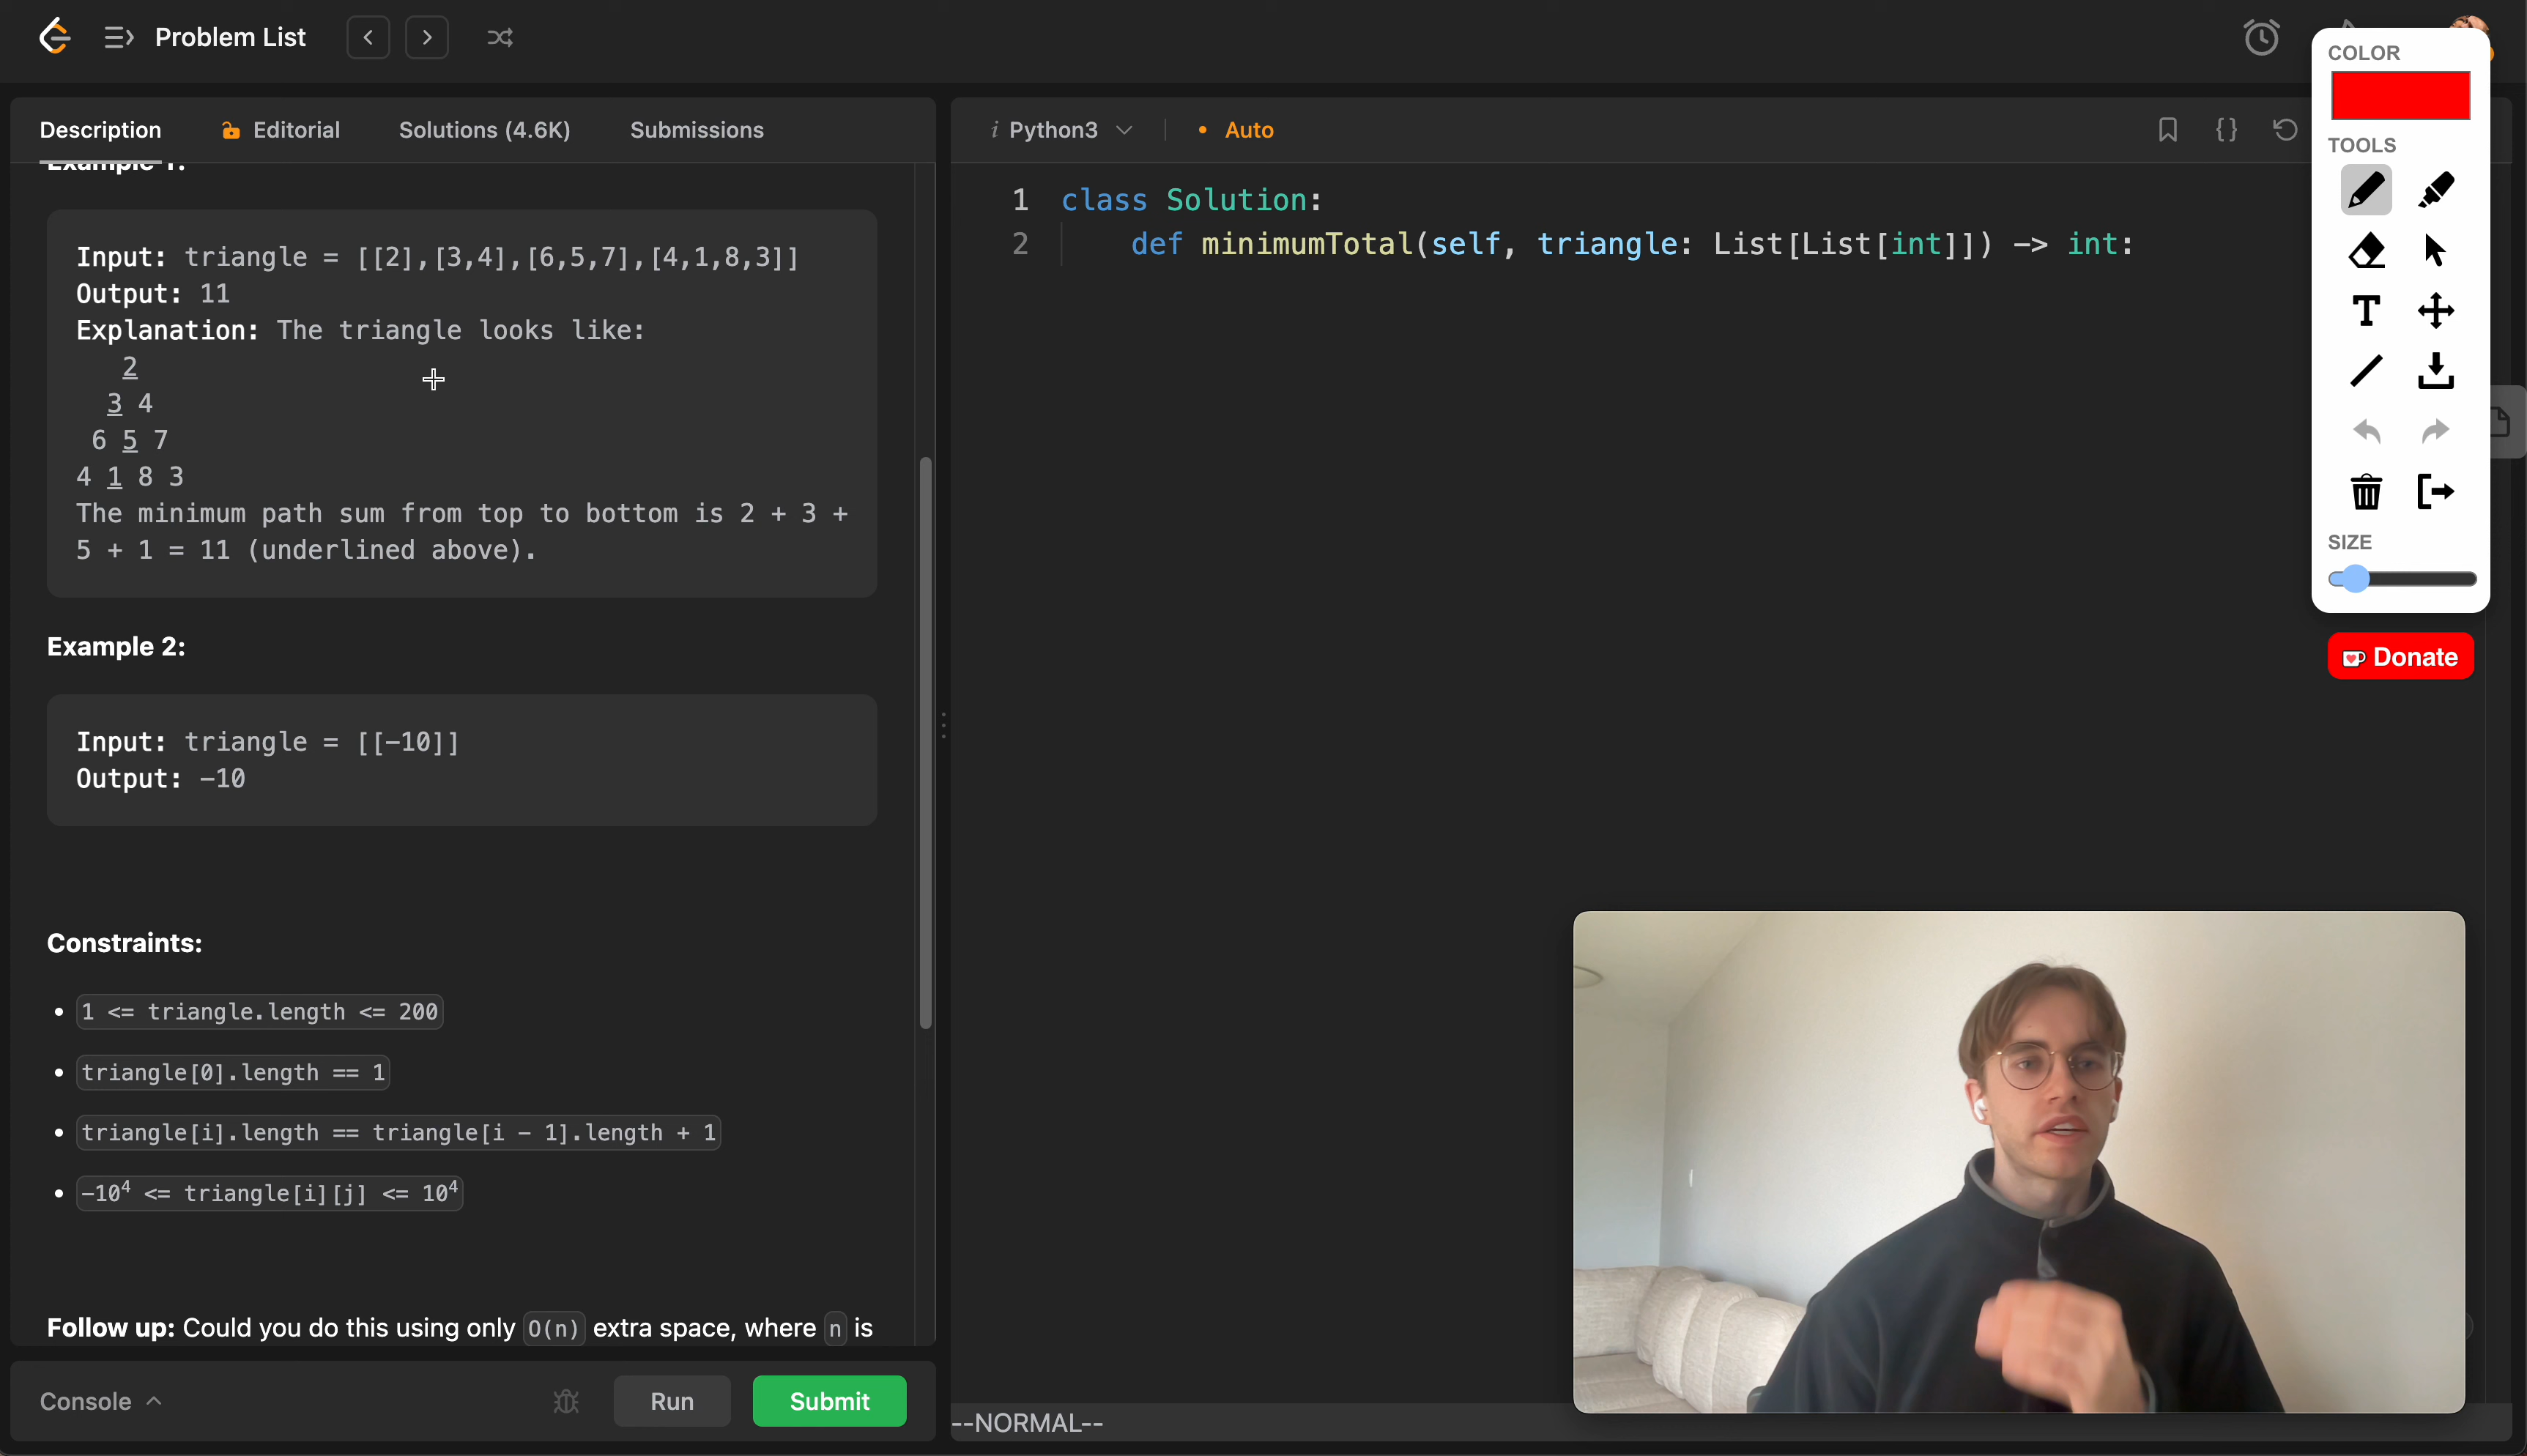 Problem List
Description
Editorial
Solutions (4.6K)
Submissions
Example 1:
Input: triangle = [[2],[3,4],[6,5,7],[4,1,8,3]]
Output: 11
Explanation: The triangle looks like:
2
3 4
6 5 7
4 1 8 3
The minimum path sum from top to bottom is 2 + 3 +
5 + 1 = 11 (underlined above).
Example 2:
Input: triangle = [[-10]]
Output: -10
Constraints:
1 <= triangle.length <= 200
triangle[0].length == 1
triangle[i].length == triangle[i - 1].length + 1
-10⁴ <= triangle[i][j] <= 10⁴
Follow up: Could you do this using only O(n) extra space, where n is
Console
Run
Submit
i Python3
• Auto
1 class Solution:
2 def minimumTotal(self, triangle: List[List[int]]) -> int:
--NORMAL--
COLOR
TOOLS
T
SIZE
Donate